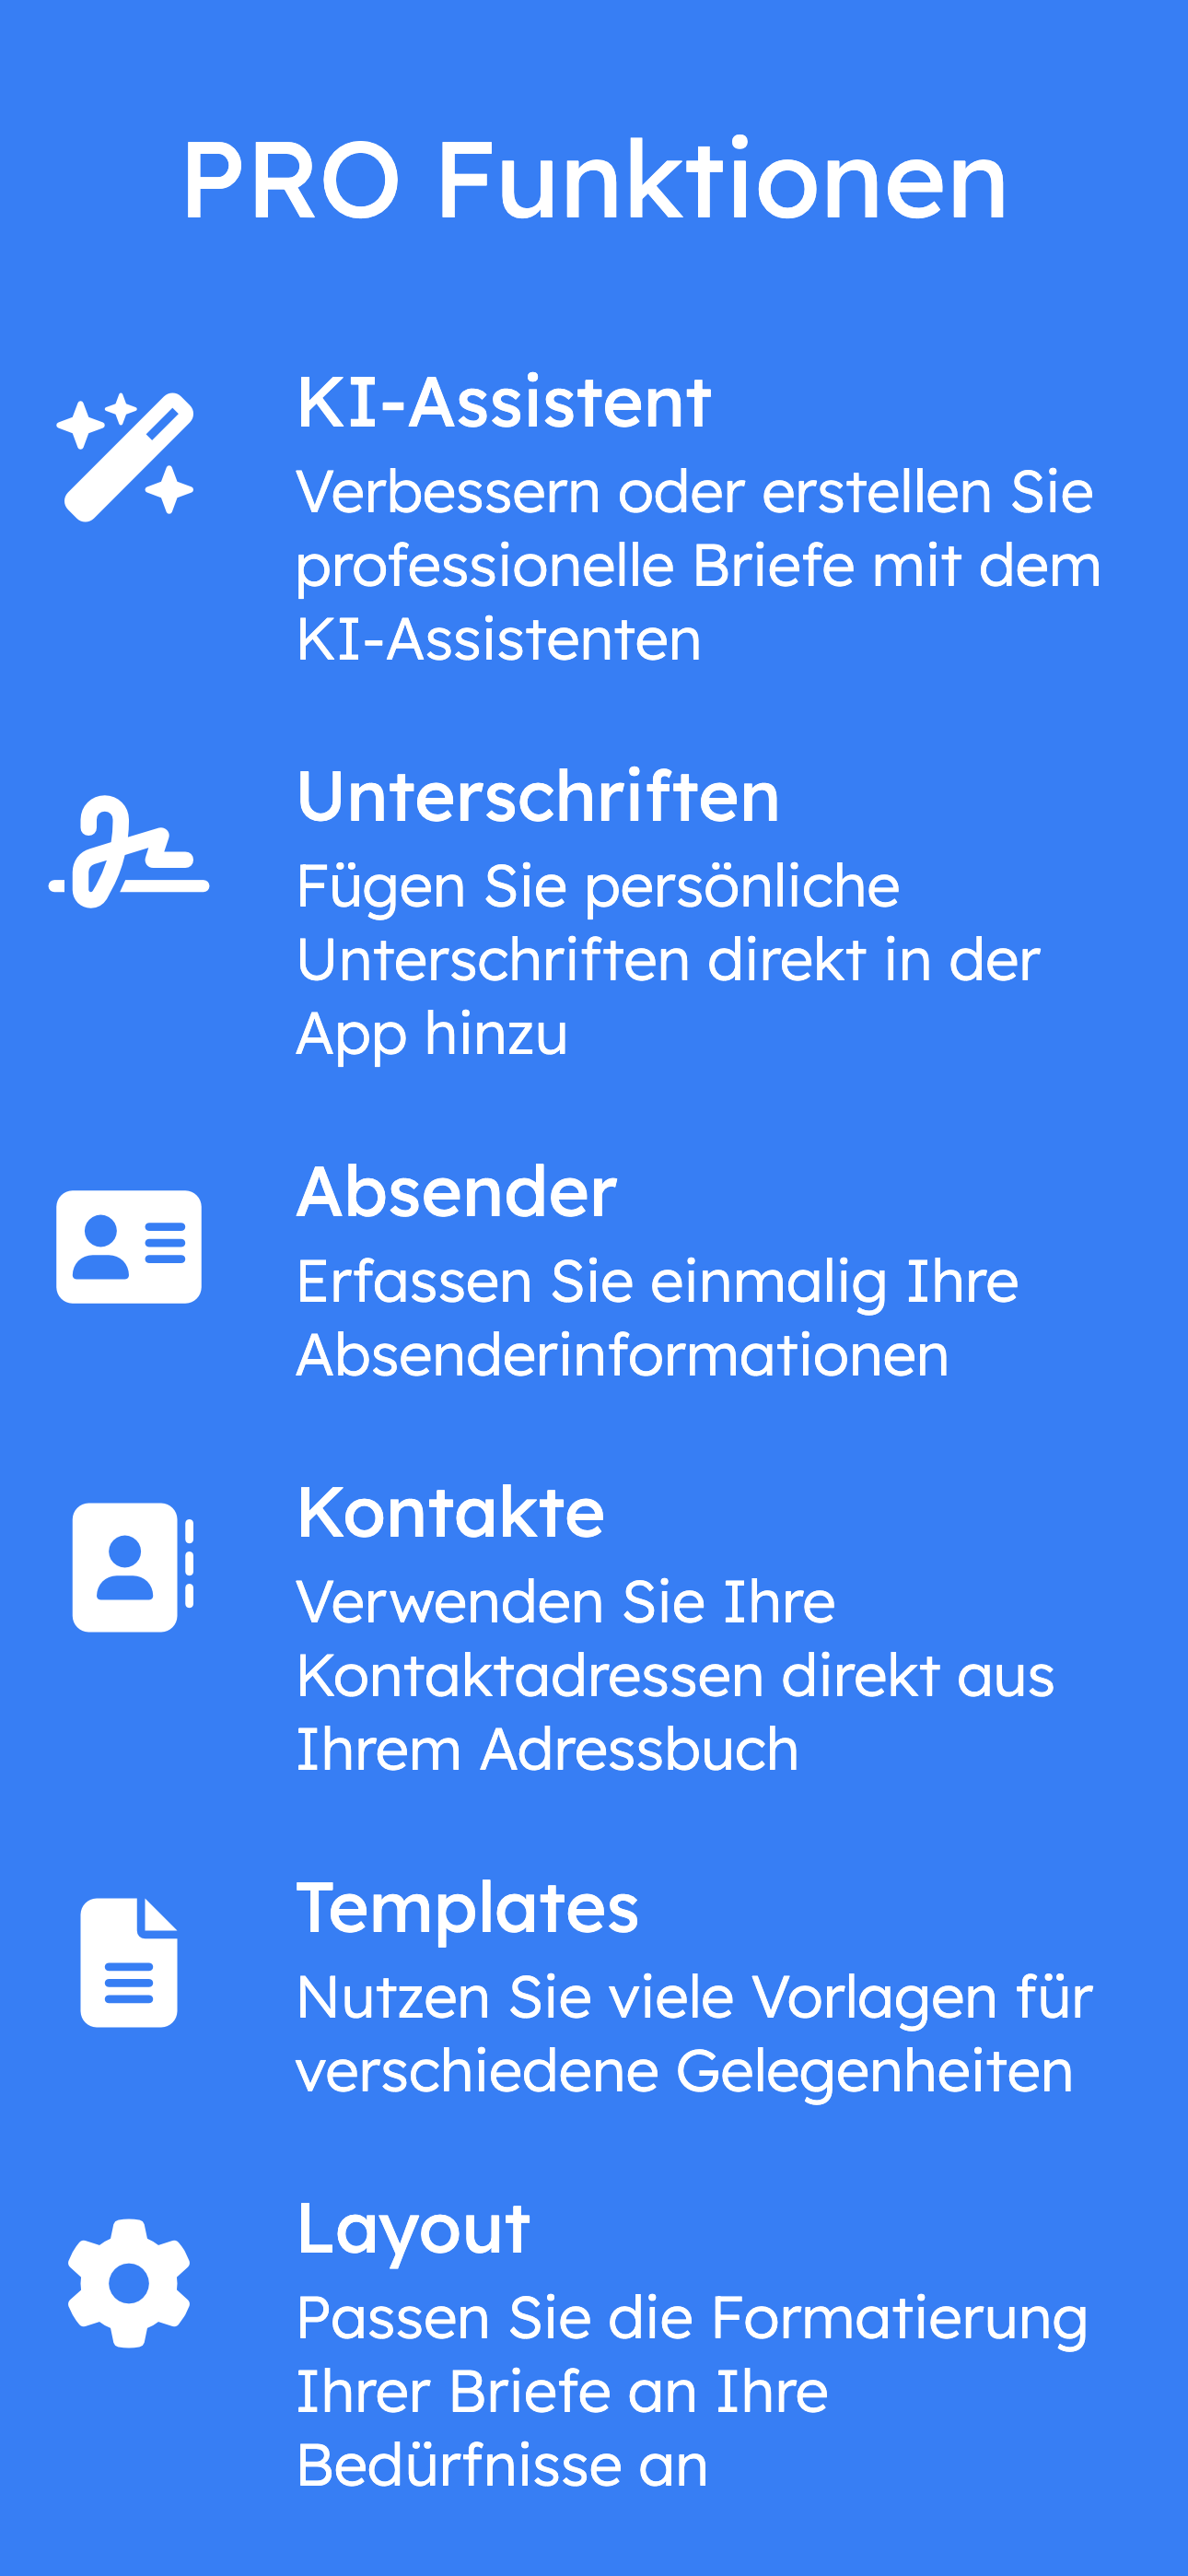 PRO Funktionen
KI-Assistent
Verbessern oder erstellen Sie
professionelle Briefe mit dem
KI-Assistenten
Unterschriften
Fügen Sie persönliche
Unterschriften direkt in der
App hinzu
Absender
Erfassen Sie einmalig Ihre
Absenderinformationen
Kontakte
Verwenden Sie Ihre
Kontaktadressen direkt aus
Ihrem Adressbuch
Templates
Nutzen Sie viele Vorlagen für
verschiedene Gelegenheiten
Layout
Passen Sie die Formatierung
Ihrer Briefe an Ihre
Bedürfnisse an